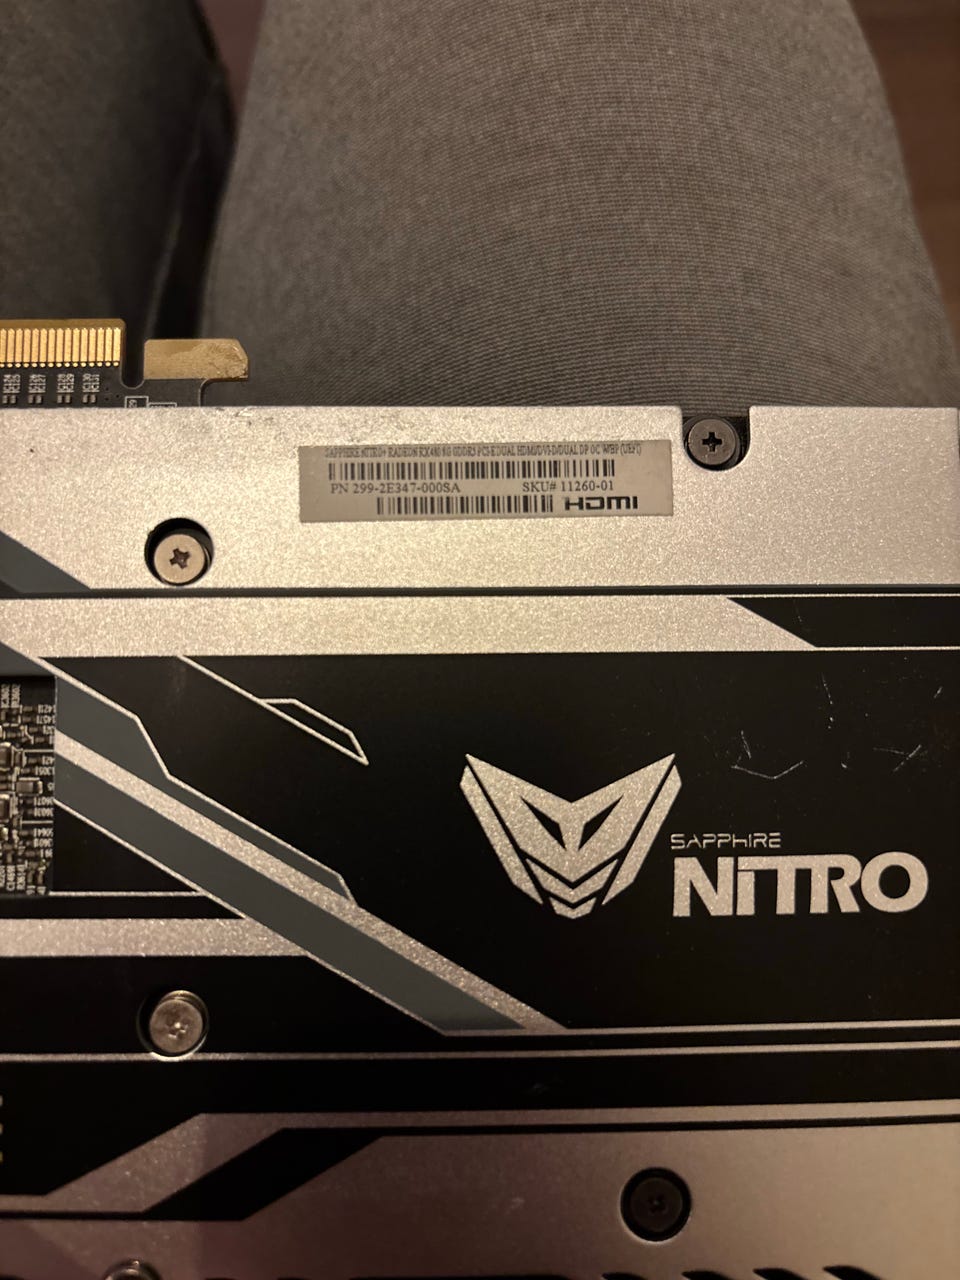 SAPPHIRE NITRO+ RADEON RX480 8G GDDR5 PCI-E DUAL HDMI/DVI-D/DUAL DP OC W/BP (UEFI)
PN 299-2E347-000SA SKU# 11260-01
HDMI
SAPPHIRE
NITRO